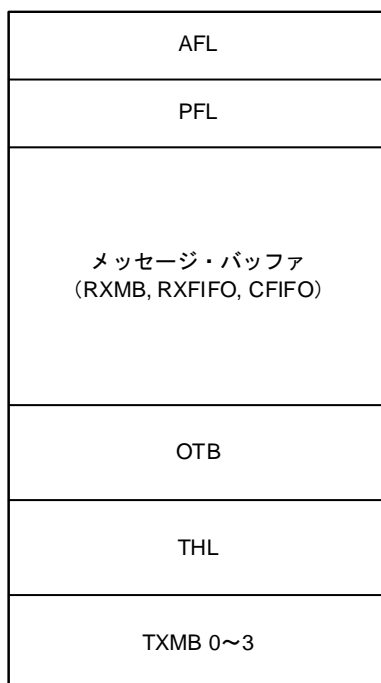 AFL
PFL
メッセージ・バッファ
(RXMB, RXFIFO, CFIFO)
OTB
THL
TXMB 0～3